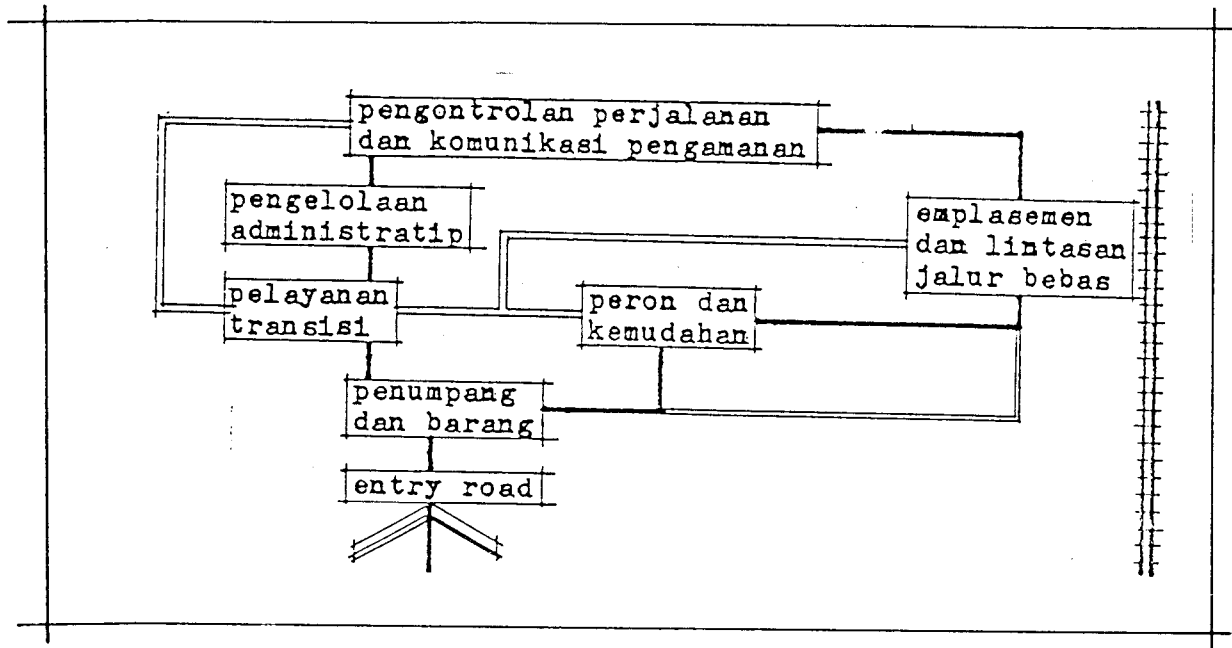 pengontrolan perjalanan
dan komunikasi pengamanan
pengelolaan
administratip
emplasemen
dan lintasan
jalur bebas
pelayanan
transisi
peron dan
kemudahan
penumpang
dan barang
entry road